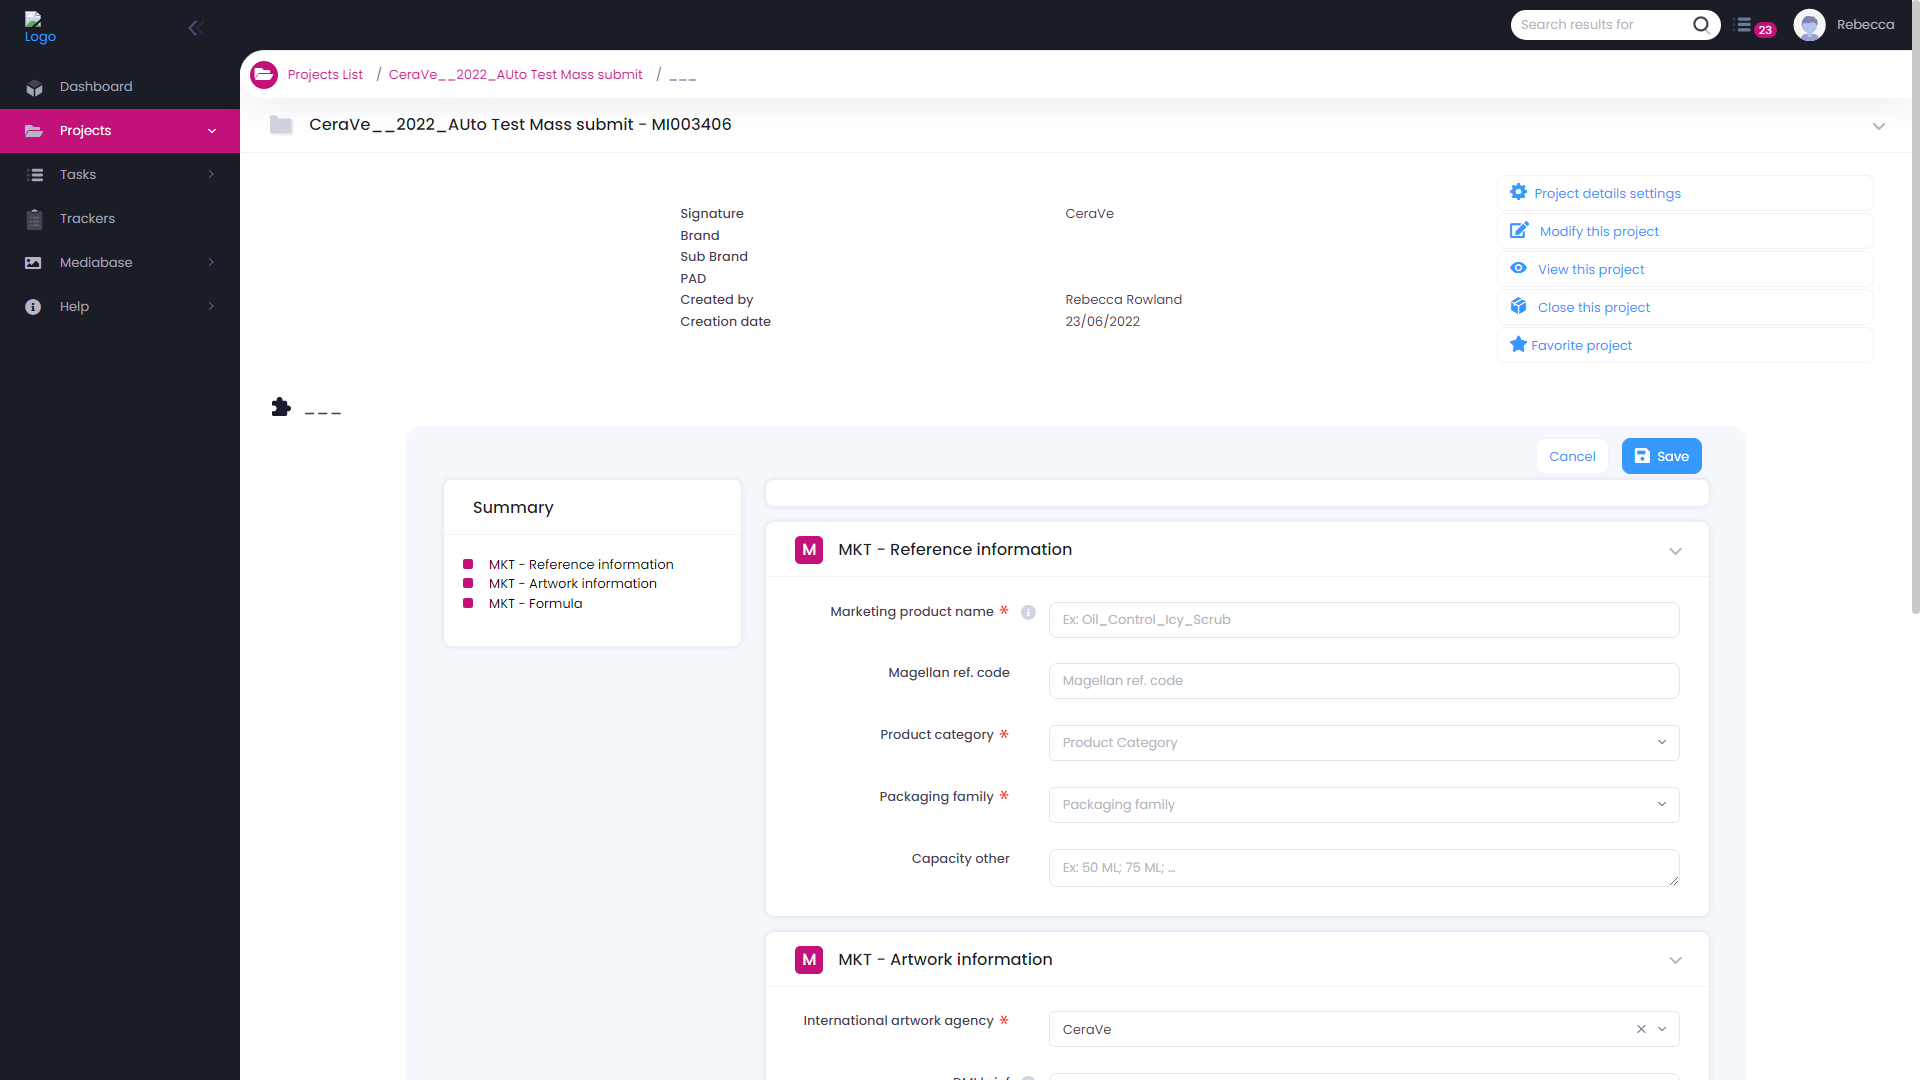 Logo
Search results for
23
Rebecca
Dashboard
Projects
Tasks
Trackers
Mediabase
Help
Projects List / CeraVe__2022_AUto Test Mass submit / ___
CeraVe__2022_AUto Test Mass submit - MI003406
Signature CeraVe
Brand
Sub Brand
PAD
Created by Rebecca Rowland
Creation date 23/06/2022
Project details settings
Modify this project
View this project
Close this project
Favorite project
___
Cancel Save
Summary
MKT - Reference information
MKT - Artwork information
MKT - Formula
M MKT - Reference information
Marketing product name * Ex: Oil_Control_Icy_Scrub
Magellan ref. code Magellan ref. code
Product category * Product Category
Packaging family * Packaging family
Capacity other Ex: 50 ML; 75 ML; ...
M MKT - Artwork information
International artwork agency * CeraVe